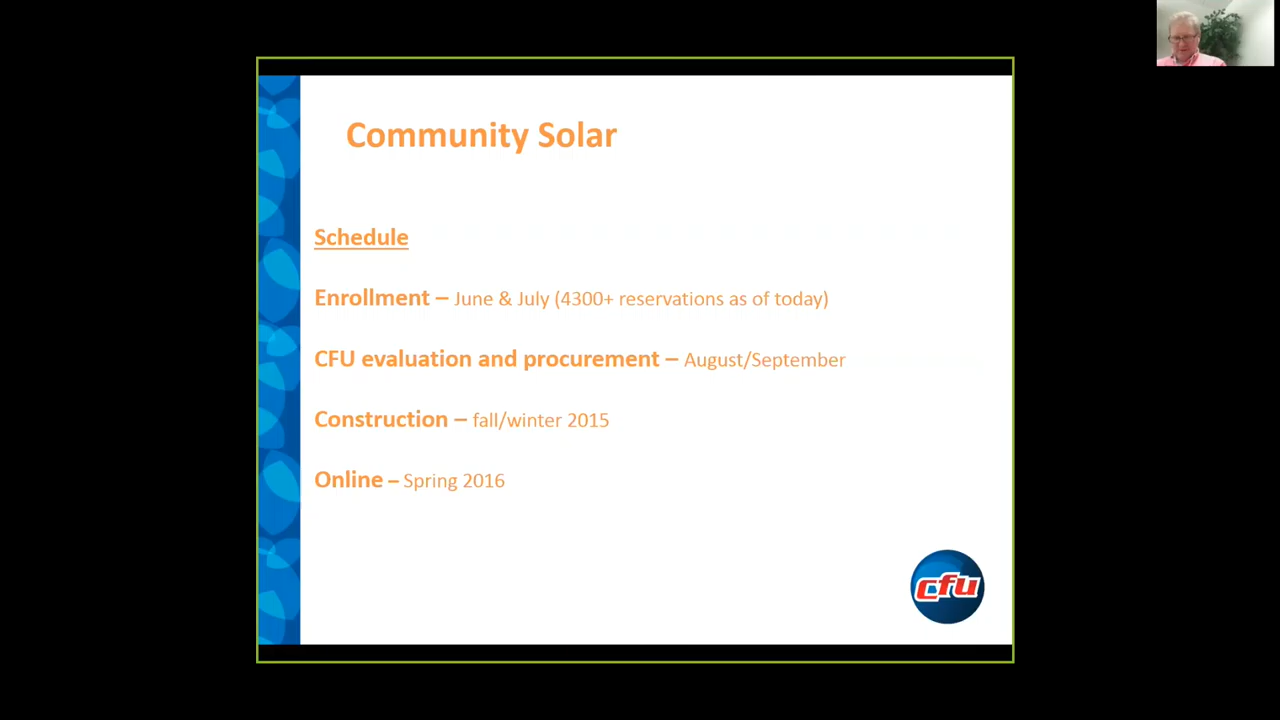 Community Solar
Schedule
Enrollment – June & July (4300+ reservations as of today)
CFU evaluation and procurement – August/September
Construction – fall/winter 2015
Online – Spring 2016
cfu